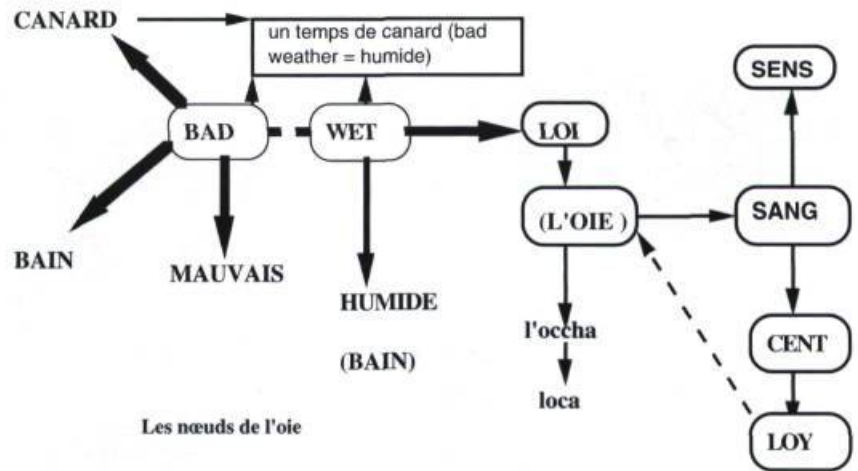 CANARD
un temps de canard (bad
weather = humide)
SENS
BAD
WET
LOI
(L'OIE )
SANG
BAIN
MAUVAIS
HUMIDE
(BAIN)
l'occha
loca
CENT
LOY
Les nœuds de l'oie